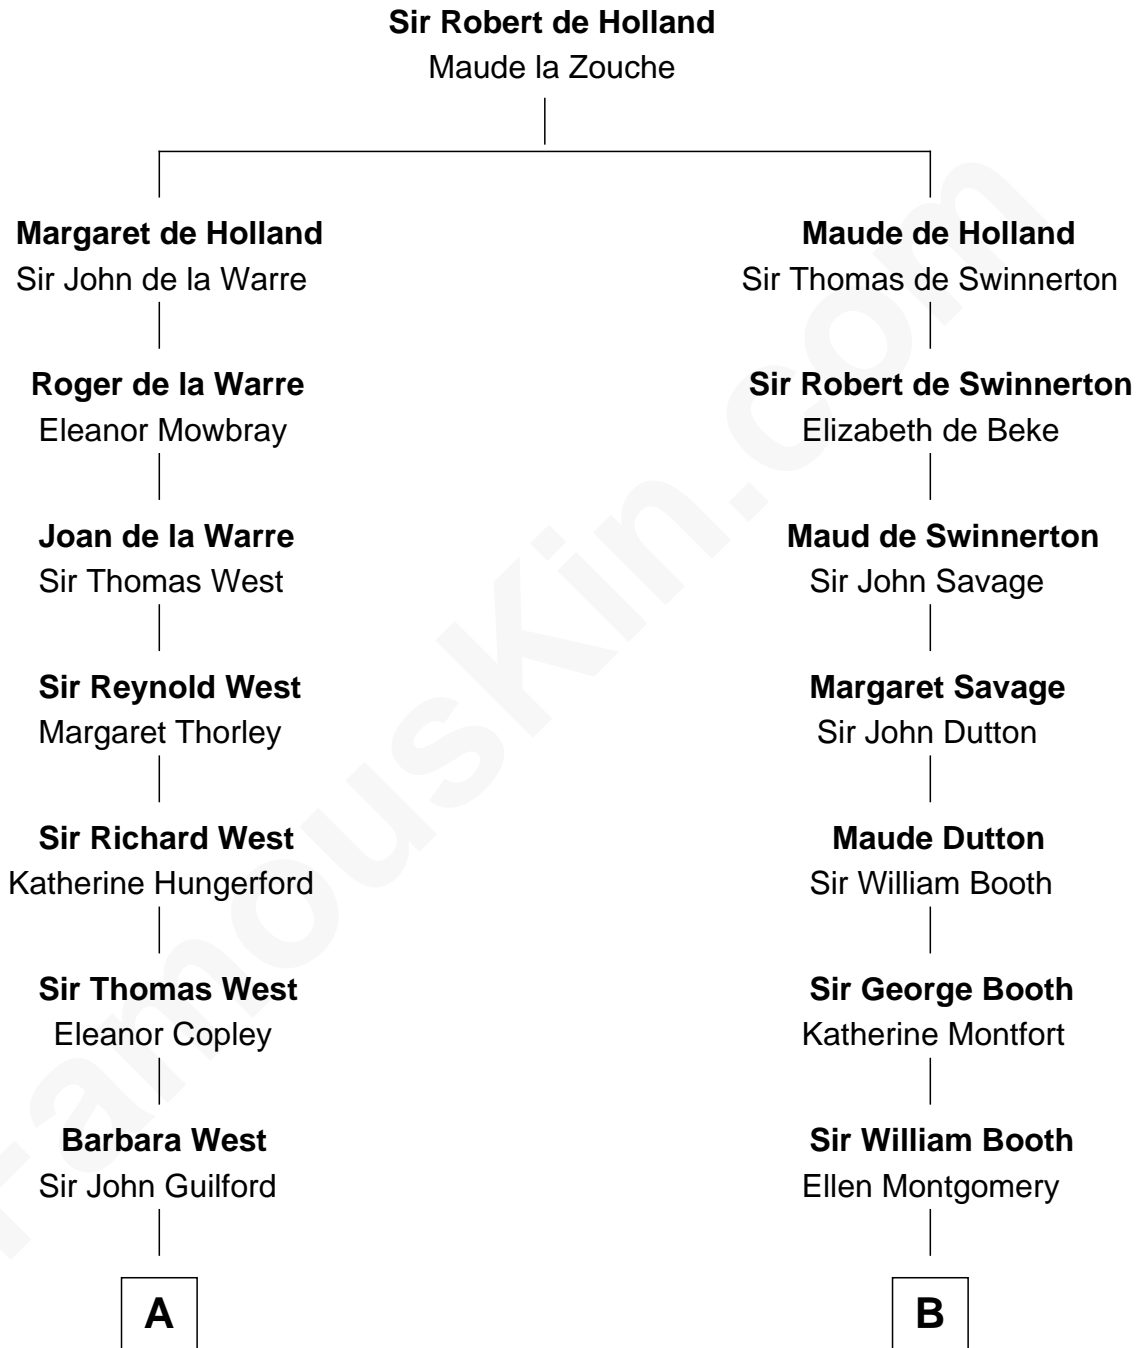 Sir Robert de Holland
Maude la Zouche
Margaret de Holland
Sir John de la Warre
Maude de Holland
Sir Thomas de Swinnerton
Roger de la Warre
Eleanor Mowbray
Sir Robert de Swinnerton
Elizabeth de Beke
Joan de la Warre
Sir Thomas West
Maud de Swinnerton
Sir John Savage
Sir Reynold West
Margaret Thorley
Margaret Savage
Sir John Dutton
Sir Richard West
Katherine Hungerford
Maude Dutton
Sir William Booth
Sir Thomas West
Eleanor Copley
Sir George Booth
Katherine Montfort
Barbara West
Sir John Guilford
Sir William Booth
Ellen Montgomery
A
B
FamousKin.com